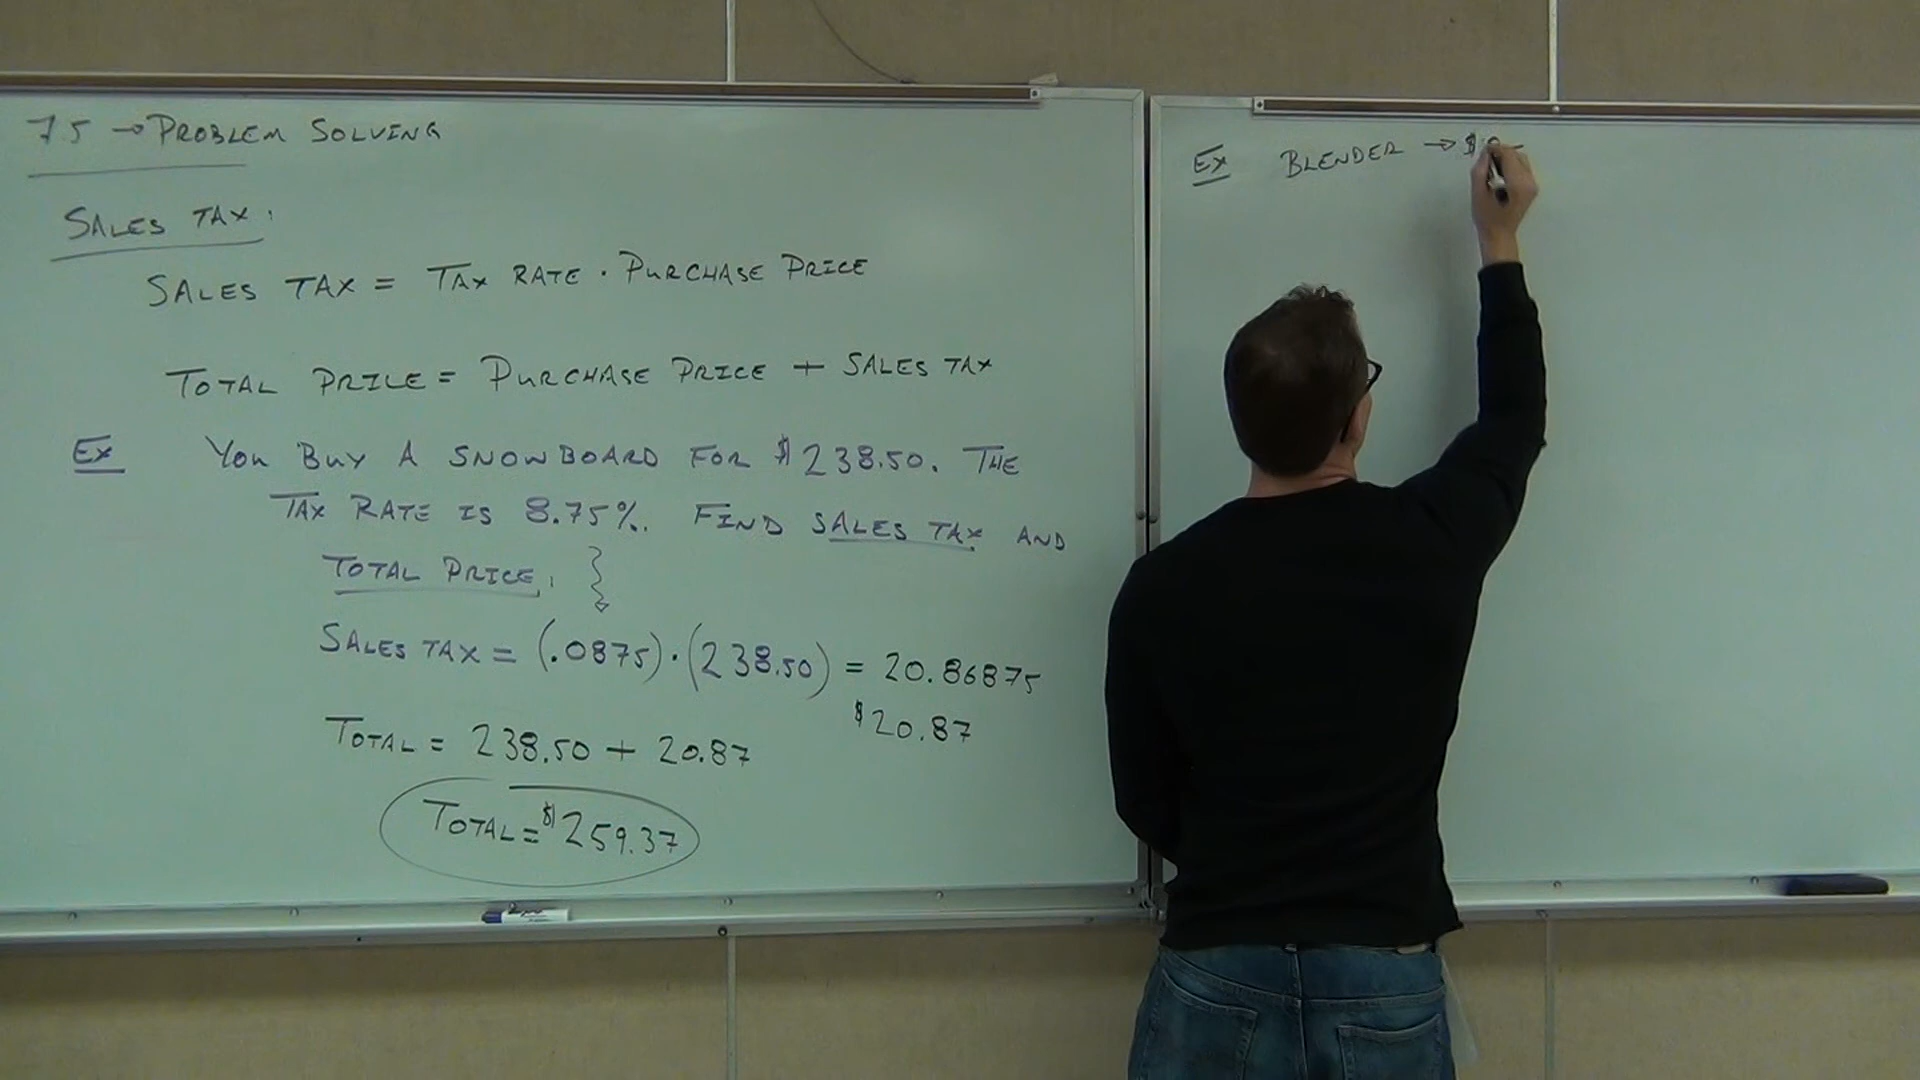 7.5 → PROBLEM SOLVING
SALES TAX:
SALES TAX = TAX RATE · PURCHASE PRICE
TOTAL PRICE = PURCHASE PRICE + SALES TAX
Ex YOU BUY A SNOWBOARD FOR $238.50. THE
TAX RATE IS 8.75%. FIND SALES TAX AND
TOTAL PRICE.
SALES TAX = (.0875)·(238.50) = 20.86875
$20.87
TOTAL = 238.50 + 20.87
TOTAL = $259.37
Ex BLENDER → $